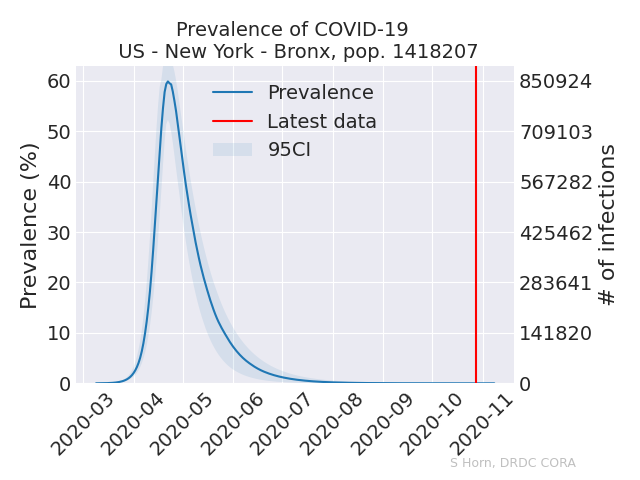 Prevalence of COVID-19
US - New York - Bronx, pop. 1418207
Prevalence
Latest data
95CI
Prevalence (%)
60
50
40
30
20
10
0
850924
709103
567282
425462
283641
141820
0
# of infections
2020-03
2020-04
2020-05
2020-06
2020-07
2020-08
2020-09
2020-10
2020-11
S Horn, DRDC CORA